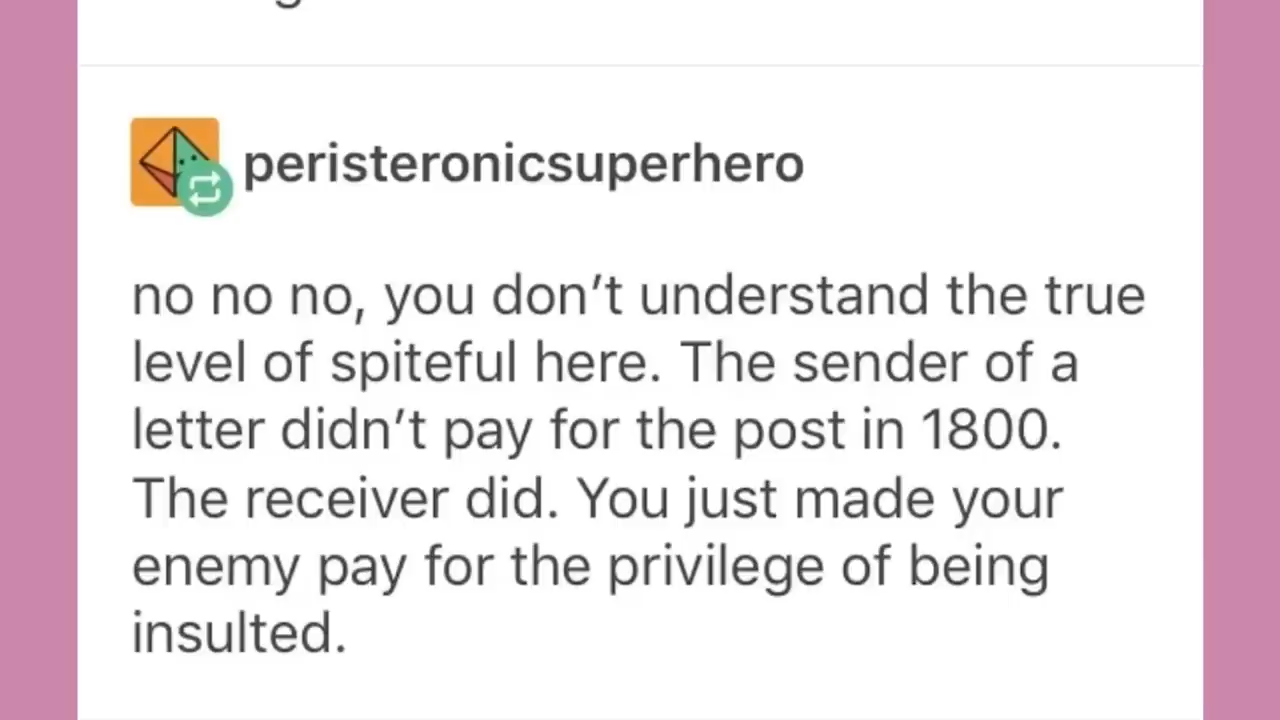 peristeronicsuperhero
no no no, you don’t understand the true
level of spiteful here. The sender of a
letter didn’t pay for the post in 1800.
The receiver did. You just made your
enemy pay for the privilege of being
insulted.